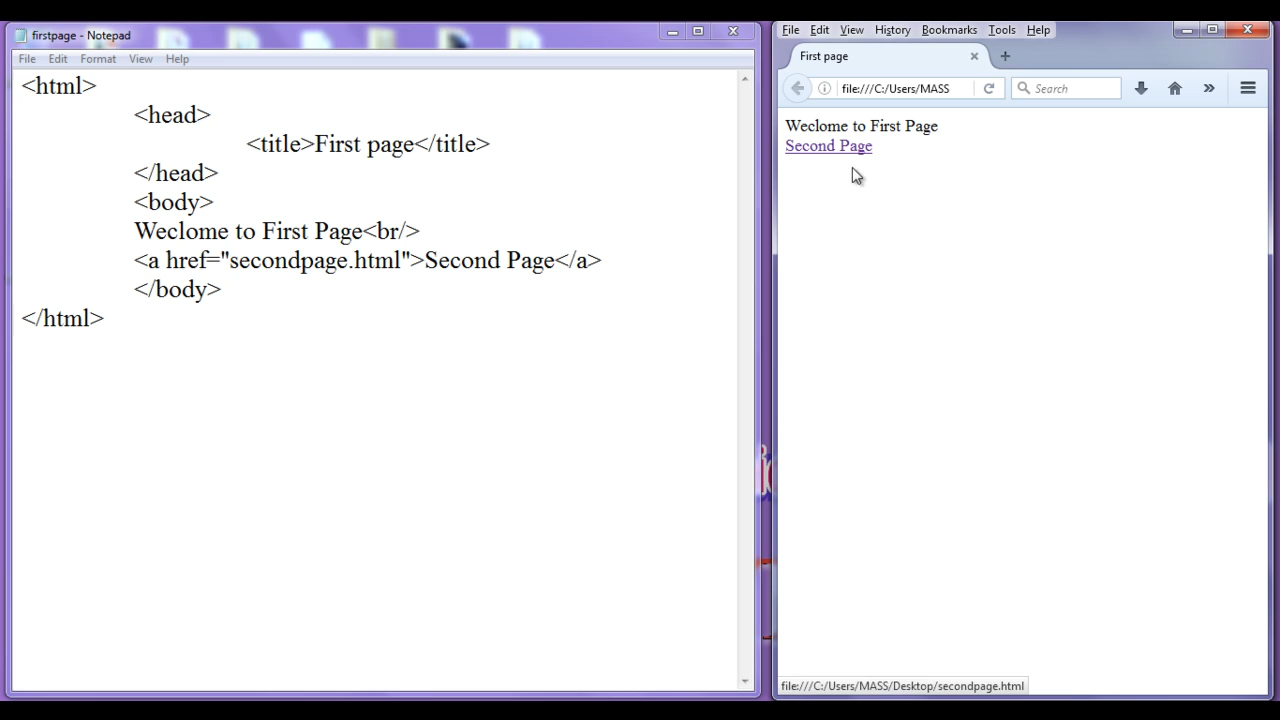 firstpage - Notepad
File Edit Format View Help
<html>
<head>
<title>First page</title>
</head>
<body>
Weclome to First Page<br/>
<a href="secondpage.html">Second Page</a>
</body>
</html>
File Edit View History Bookmarks Tools Help
First page
file:///C:/Users/MASS
Search
Weclome to First Page
Second Page
file:///C:/Users/MASS/Desktop/secondpage.html